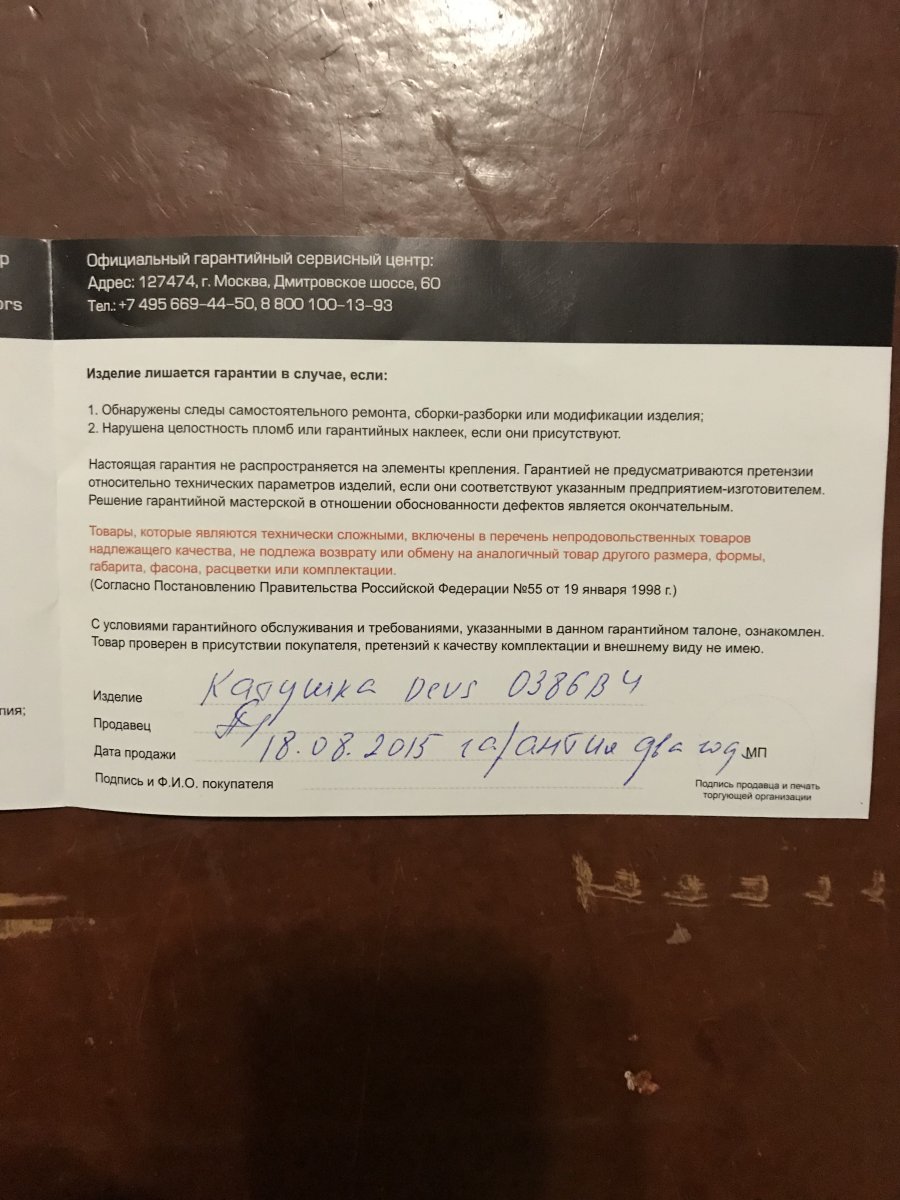 р
ors
Официальный гарантийный сервисный центр:
Адрес: 127474, г. Москва, Дмитровское шоссе, 60
Тел.: +7 495 669–44–50, 8 800 100–13–93
Изделие лишается гарантии в случае, если:
1. Обнаружены следы самостоятельного ремонта, сборки-разборки или модификации изделия;
2. Нарушена целостность пломб или гарантийных наклеек, если они присутствуют.
Настоящая гарантия не распространяется на элементы крепления. Гарантией не предусматриваются претензии
относительно технических параметров изделий, если они соответствуют указанным предприятием-изготовителем.
Решение гарантийной мастерской в отношении обоснованности дефектов является окончательным.
Товары, которые являются технически сложными, включены в перечень непродовольственных товаров
надлежащего качества, не подлежа возврату или обмену на аналогичный товар другого размера, формы,
габарита, фасона, расцветки или комплектации.
(Согласно Постановлению Правительства Российской Федерации №55 от 19 января 1998 г.)
С условиями гарантийного обслуживания и требованиями, указанными в данном гарантийном талоне, ознакомлен.
Товар проверен в присутствии покупателя, претензий к качеству комплектации и внешнему виду не имею.
пия;
Изделие Катушка Deus 0386B4
Продавец
Дата продажи 18.08.2015 гарантия два год МП
Подпись и Ф.И.О. покупателя
Подпись продавца и печать
торгующей организации